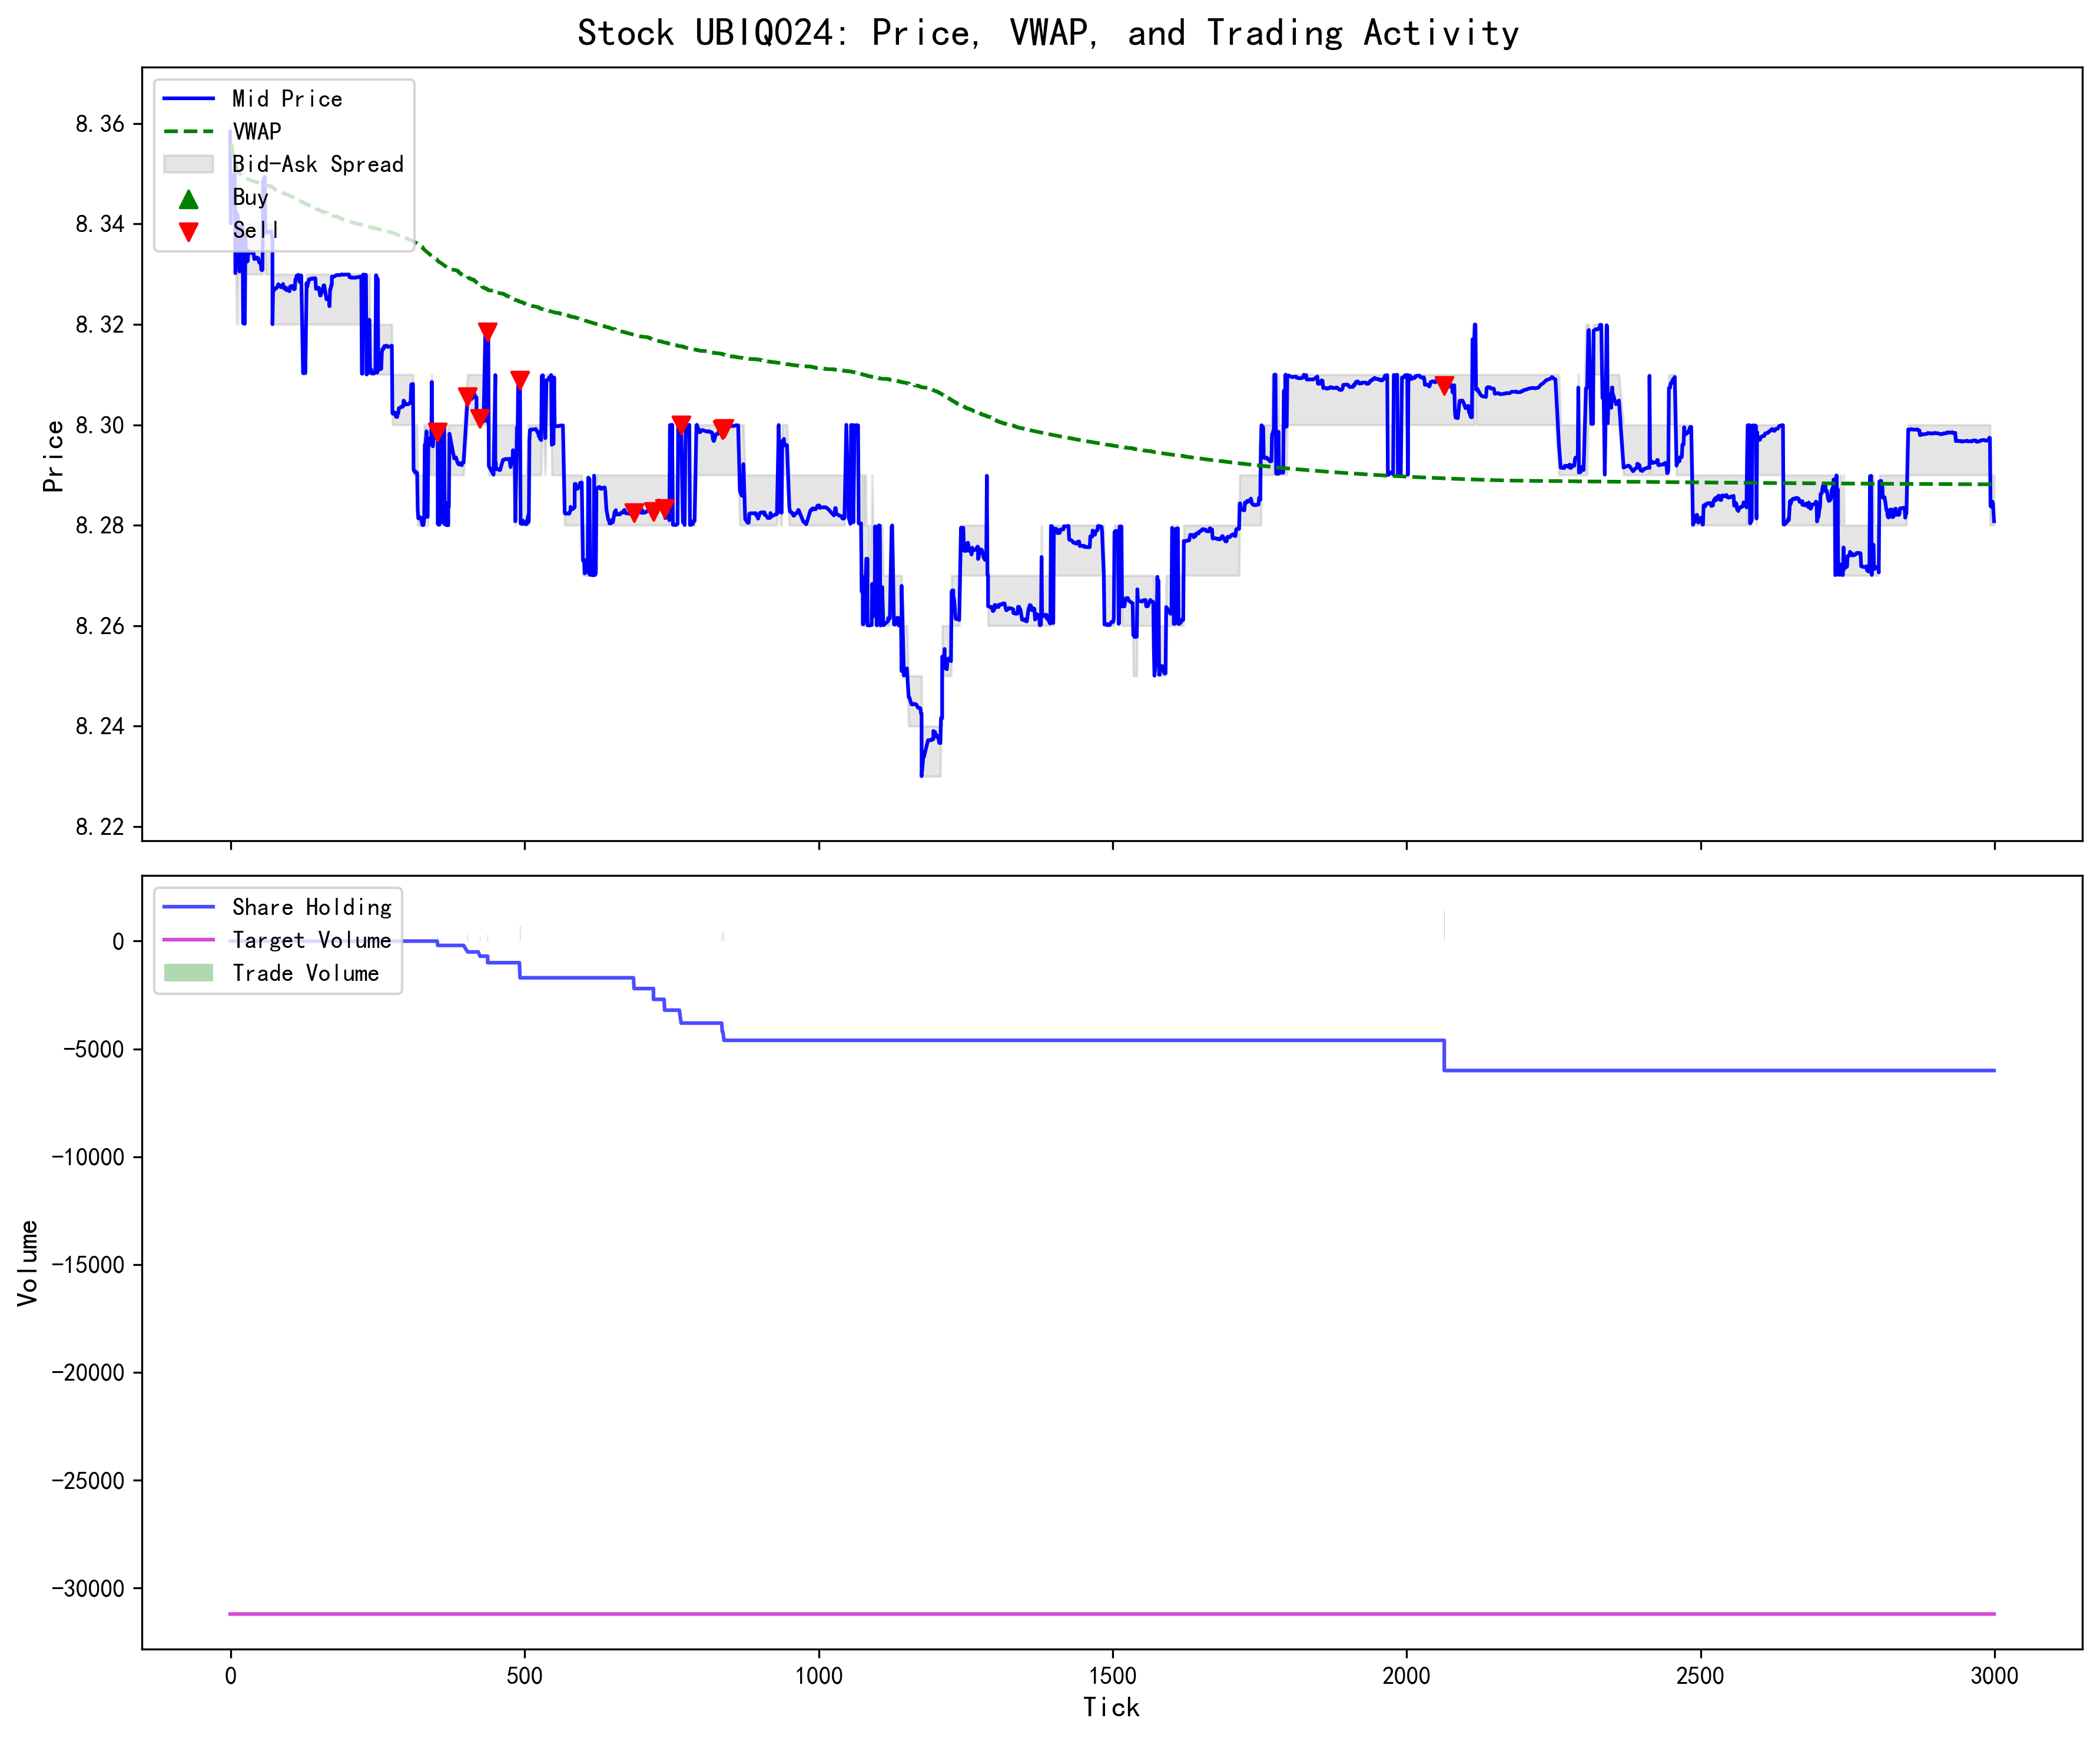 Stock UBIQ024: Price, VWAP, and Trading Activity
Mid Price
VWAP
Bid-Ask Spread
Buy
Sell
Price
8.36
8.34
8.32
8.30
8.28
8.26
8.24
8.22
Share Holding
Target Volume
Trade Volume
Volume
0
-5000
-10000
-15000
-20000
-25000
-30000
0 500 1000 1500 2000 2500 3000
Tick